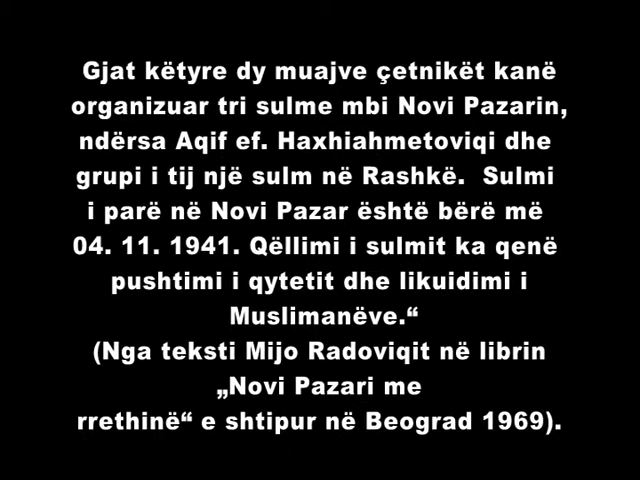 Gjat këtyre dy muajve çetnikët kanë
organizuar tri sulme mbi Novi Pazarin,
ndërsa Aqif ef. Haxhiahmetoviqi dhe
grupi i tij një sulm në Rashkë.  Sulmi
i parë në Novi Pazar është bërë më
04. 11. 1941. Qëllimi i sulmit ka qenë
pushtimi i qytetit dhe likuidimi i
Muslimanëve.“
(Nga teksti Mijo Radoviqit në librin
„Novi Pazari me
rrethinë“ e shtipur në Beograd 1969).